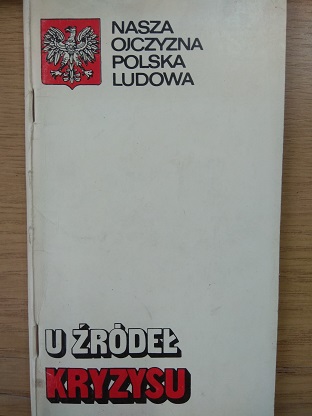 NASZA
OJCZYZNA
POLSKA
LUDOWA
U ŹRÓDEŁ
KRYZYSU